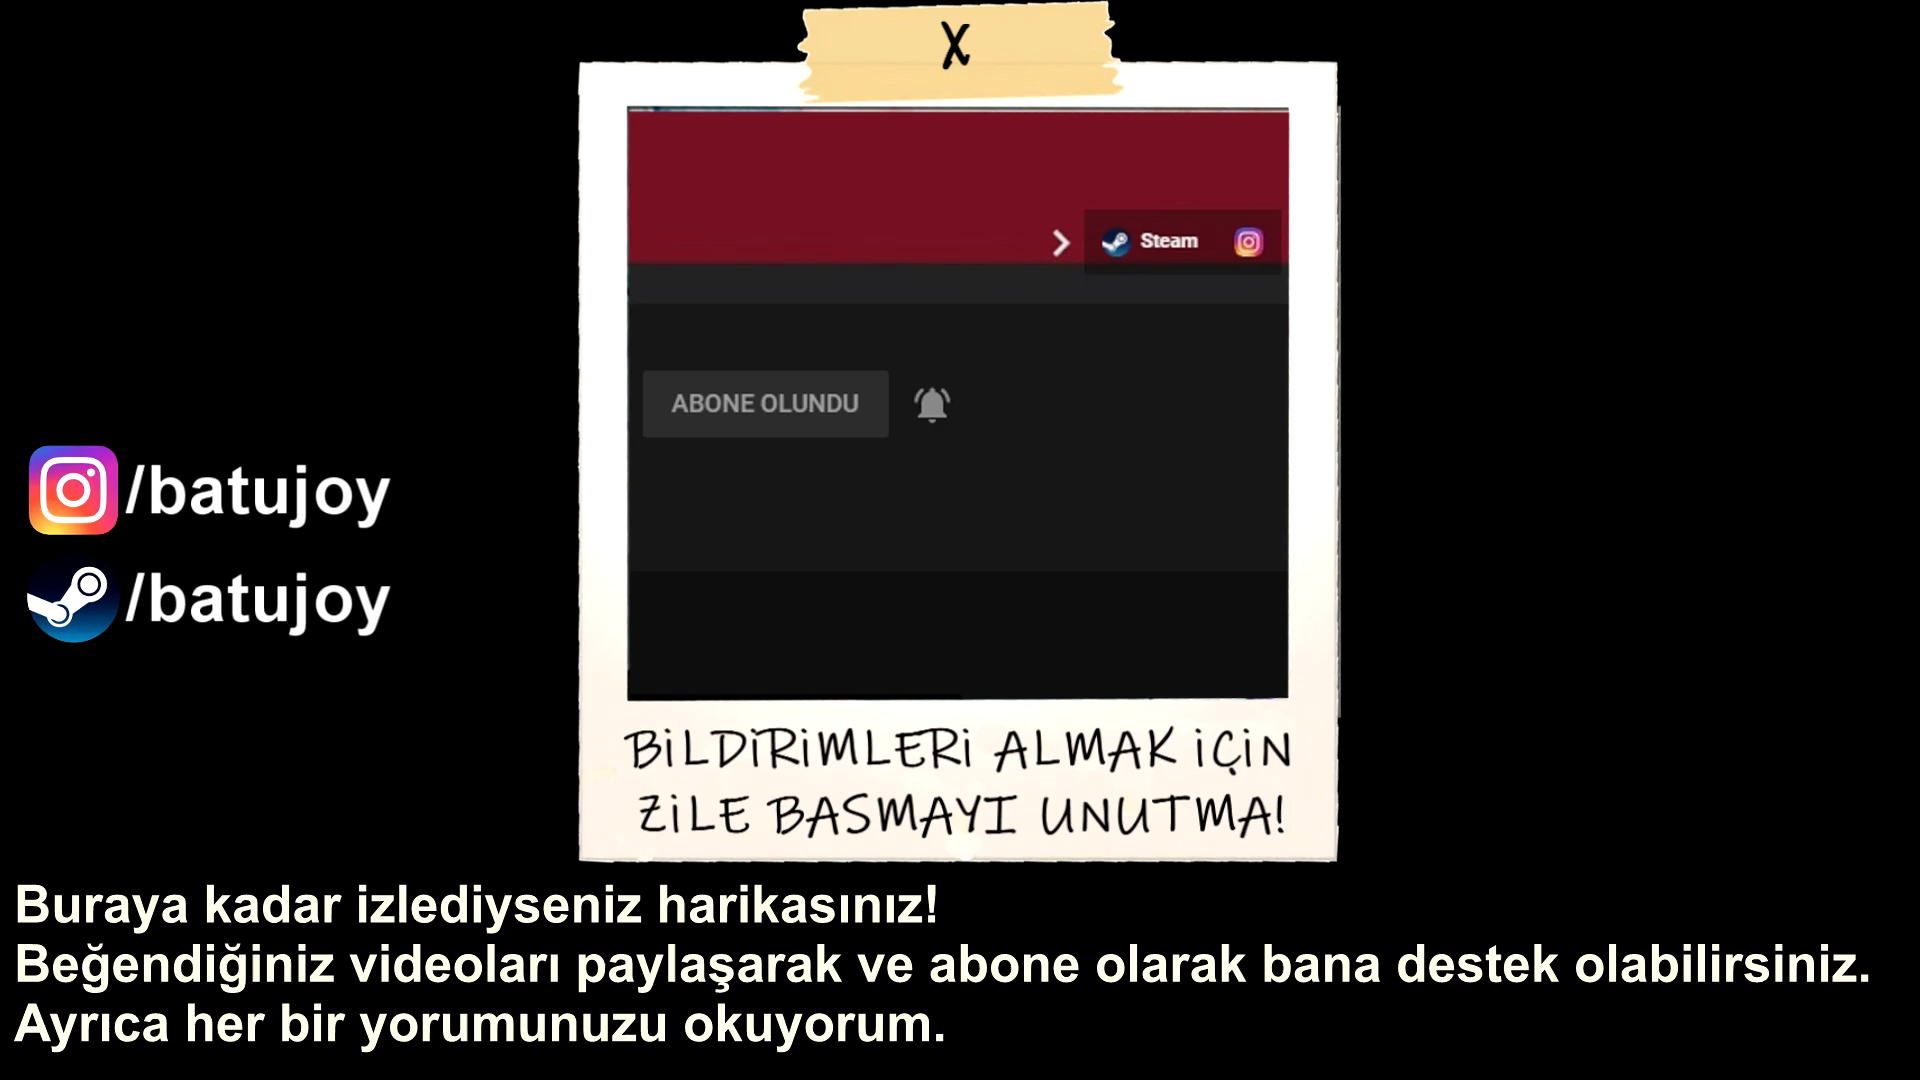 X
Steam
ABONE OLUNDU
/batujoy
/batujoy
BİLDİRİMLERİ ALMAK İÇİN
ZİLE BASMAYI UNUTMA!
Buraya kadar izlediyseniz harikasınız!
Beğendiğiniz videoları paylaşarak ve abone olarak bana destek olabilirsiniz.
Ayrıca her bir yorumunuzu okuyorum.